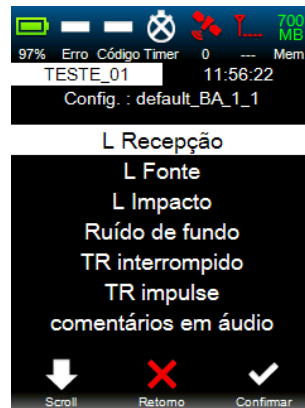 700
MB
97% Erro Código Timer 0 --- Mem
TESTE_01 11:56:22
Config. : default_BA_1_1
L Recepção
L Fonte
L Impacto
Ruído de fundo
TR interrompido
TR impulse
comentários em áudio
Scroll Retorno Confirmar